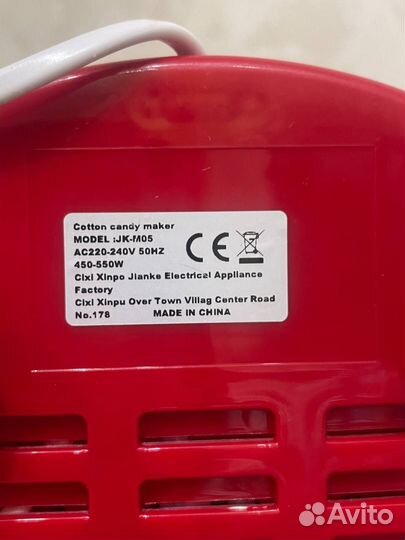 Cotton candy maker
MODEL :JK-M05
AC220-240V 50HZ
450-550W
CE
Cixi Xinpo Jianke Electrical Appliance
Factory
Cixi Xinpu Over Town Villag Center Road
No.178 MADE IN CHINA
Avito